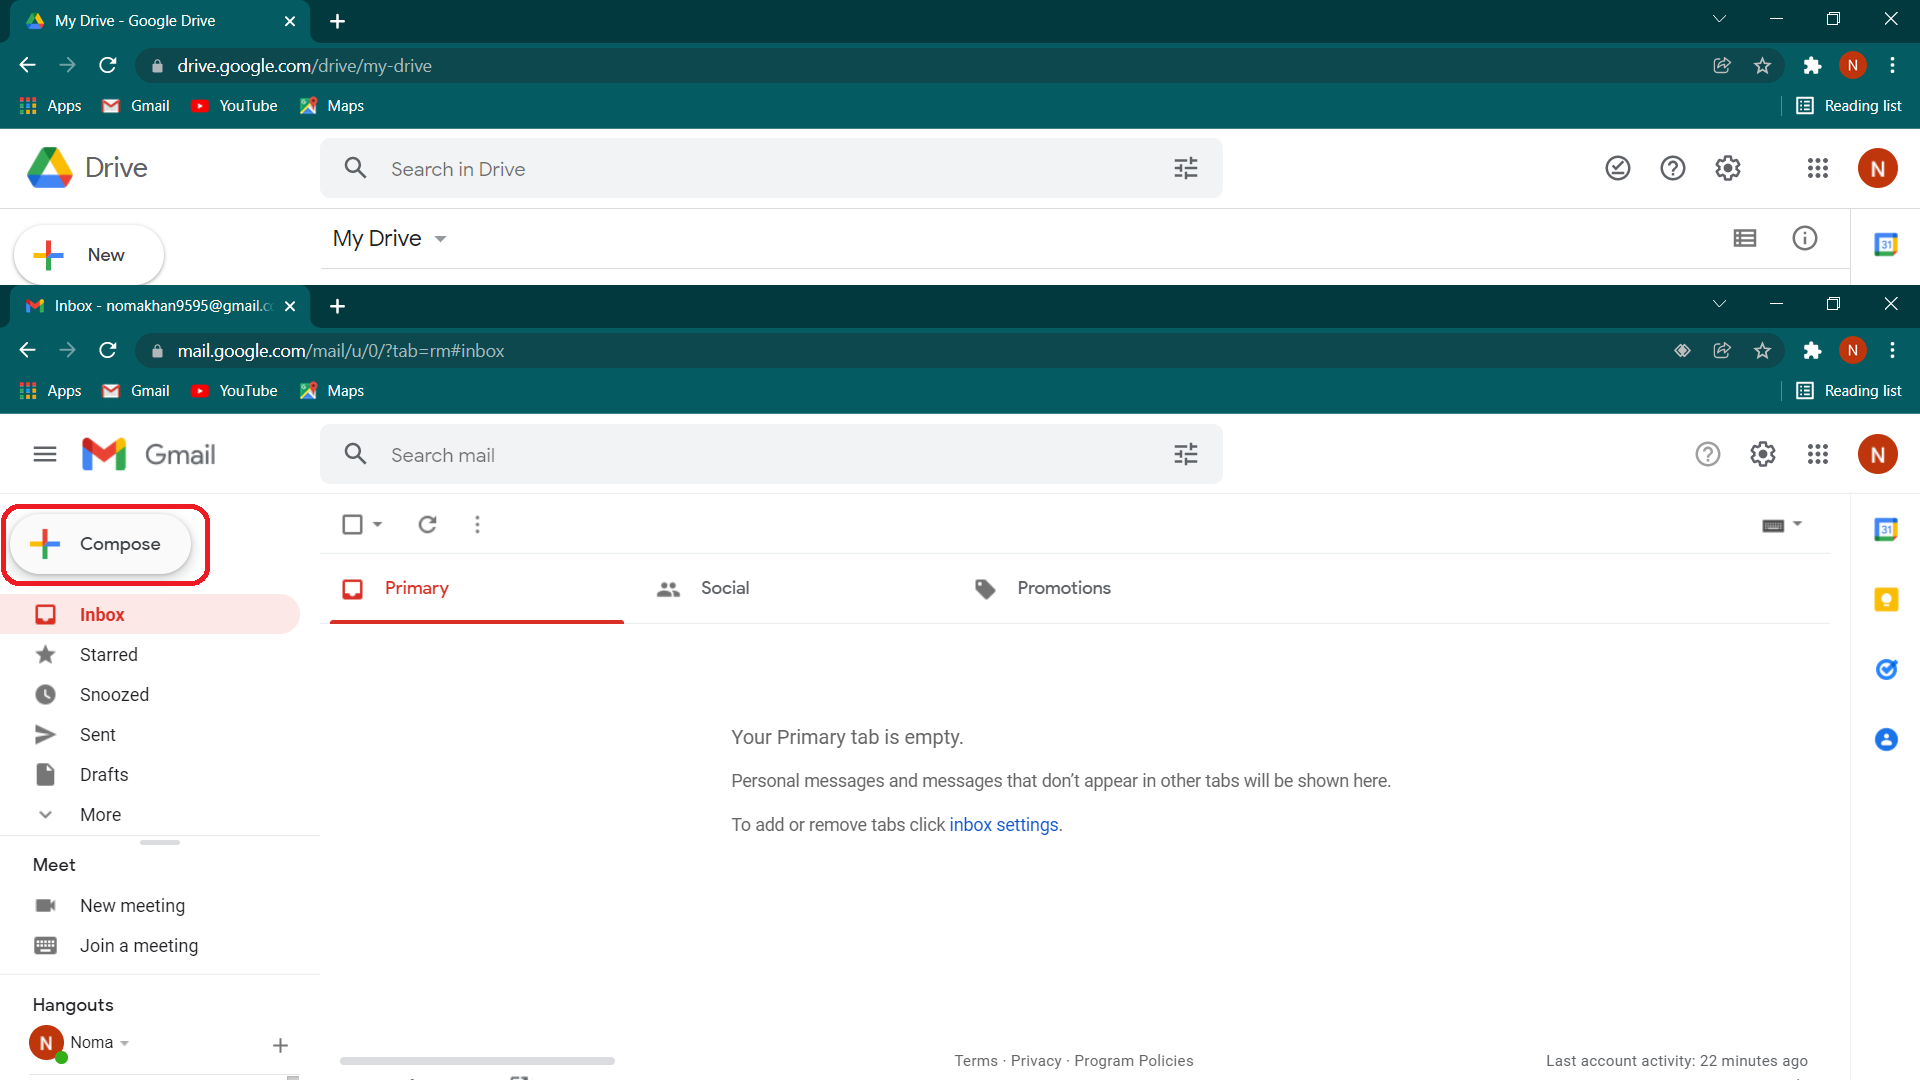 My Drive - Google Drive
drive.google.com/drive/my-drive
Apps Gmail YouTube Maps Reading list
Drive Search in Drive N
New My Drive 31
Inbox - nomakhan9595@gmail.co
mail.google.com/mail/u/0/?tab=rm#inbox N
Apps Gmail YouTube Maps Reading list
Gmail Search mail N
Compose
31
Primary Social Promotions
Inbox
Starred
Snoozed
Sent
Your Primary tab is empty.
Drafts
Personal messages and messages that don’t appear in other tabs will be shown here.
More
To add or remove tabs click inbox settings.
Meet
New meeting
Join a meeting
Hangouts
N Noma
Terms · Privacy · Program Policies Last account activity: 22 minutes ago